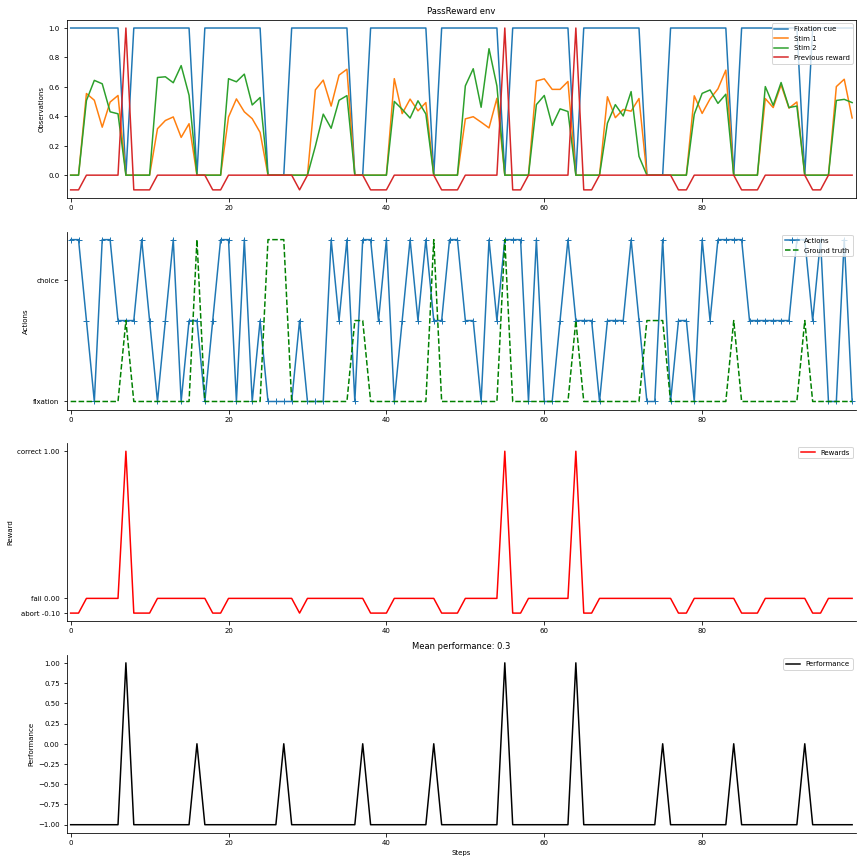 PassReward env
Observations
1.0
0.8
0.6
0.4
0.2
0.0
Fixation cue
Stim 1
Stim 2
Previous reward
0 20 40 60 80
Actions
choice
fixation
Actions
Ground truth
0 20 40 60 80
Reward
correct 1.00
fail 0.00
abort -0.10
Rewards
0 20 40 60 80
Mean performance: 0.3
Performance
1.00
0.75
0.50
0.25
0.00
−0.25
−0.50
−0.75
−1.00
Performance
0 20 40 60 80
Steps